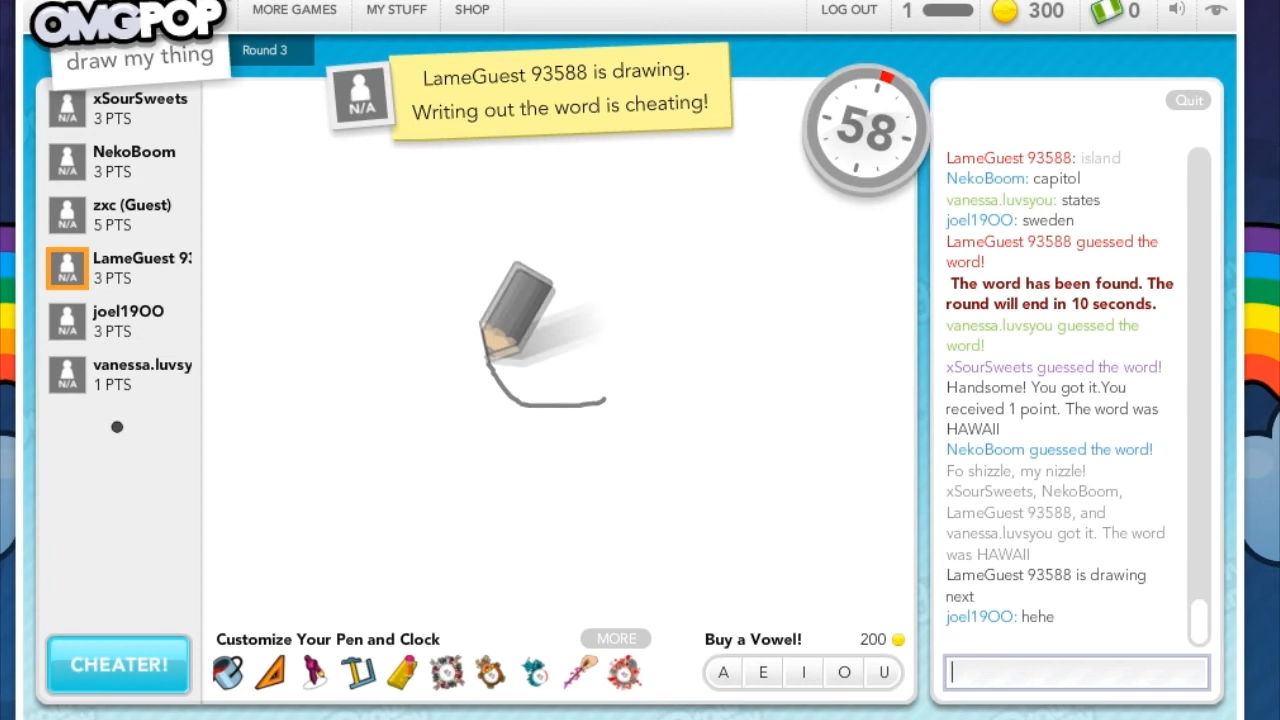 OMGPOP
draw my thing
MORE GAMES
MY STUFF
SHOP
LOG OUT
1
300
0
Round 3
LameGuest 93588 is drawing.
Writing out the word is cheating!
58
N/A
N/A
xSourSweets
3 PTS
N/A
NekoBoom
3 PTS
N/A
zxc (Guest)
5 PTS
N/A
LameGuest 93
3 PTS
N/A
joel19OO
3 PTS
N/A
vanessa.luvsy
1 PTS
CHEATER!
Customize Your Pen and Clock
MORE
Buy a Vowel!
200
A E I O U
Quit
LameGuest 93588: island
NekoBoom: capitol
vanessa.luvsyou: states
joel19OO: sweden
LameGuest 93588 guessed the
word!
The word has been found. The
round will end in 10 seconds.
vanessa.luvsyou guessed the
word!
xSourSweets guessed the word!
Handsome! You got it.You
received 1 point. The word was
HAWAII
NekoBoom guessed the word!
Fo shizzle, my nizzle!
xSourSweets, NekoBoom,
LameGuest 93588, and
vanessa.luvsyou got it. The word
was HAWAII
LameGuest 93588 is drawing
next
joel19OO: hehe